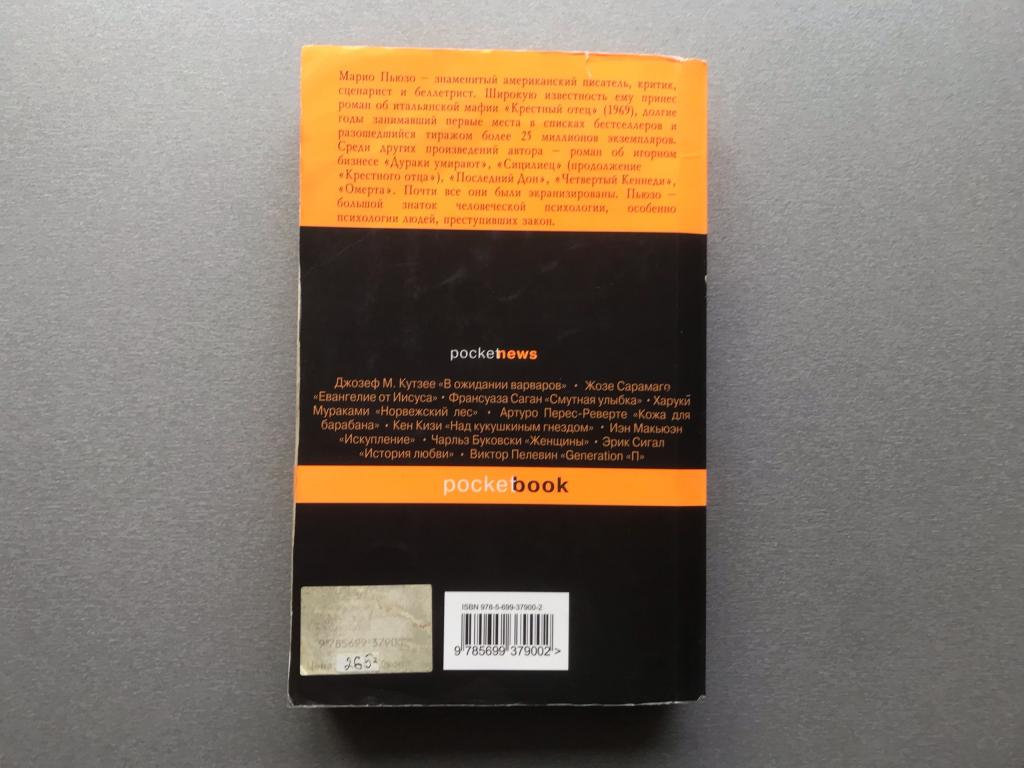 Марио Пьюзо – знаменитый американский писатель, критик,
сценарист и беллетрист. Широкую известность ему принес
роман об итальянской мафии «Крестный отец» (1969), долгие
годы занимавший первые места в списках бестселлеров и
разошедшийся тиражом более 25 миллионов экземпляров.
Среди других произведений автора – роман об игорном
бизнесе «Дураки умирают», «Сицилиец» (продолжение
«Крестного отца»), «Последний Дон», «Четвертый Кеннеди»,
«Омерта». Почти все они были экранизированы. Пьюзо –
большой знаток человеческой психологии, особенно
психологии людей, преступивших закон.
pocketnews
Джозеф М. Кутзее «В ожидании варваров» • Жозе Сарамаго
«Евангелие от Иисуса» • Франсуаза Саган «Смутная улыбка» • Харуки
Мураками «Норвежский лес» • Артуро Перес-Реверте «Кожа для
барабана» • Кен Кизи «Над кукушкиным гнездом» • Иэн Макьюэн
«Искупление» • Чарльз Буковски «Женщины» • Эрик Сигал
«История любви» • Виктор Пелевин «Generation «П»
pocketbook
ISBN 978-5-699-37900-2
9 785699 379002 >
9 785699 3790
Цена 265